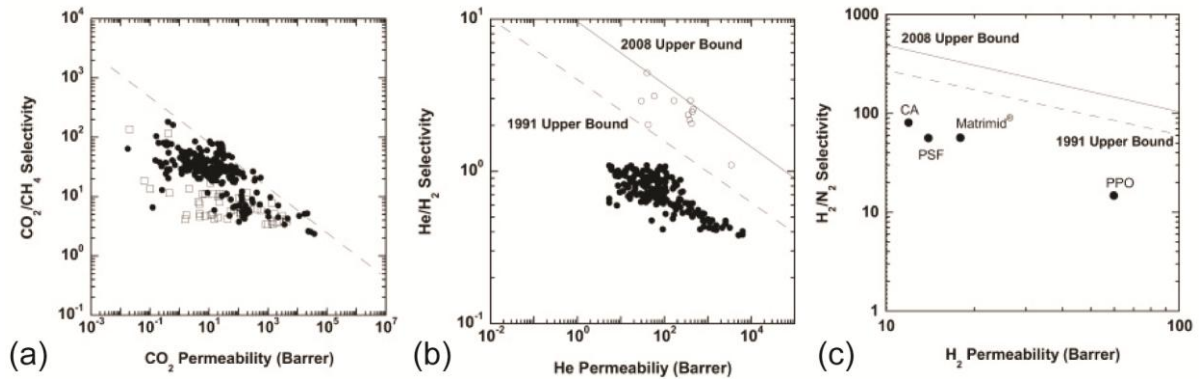 CO2/CH4 Selectivity
10^4
10^3
10^2
10^1
10^0
10^-1
10^-3
10^-1
10^1
10^3
10^5
10^7
CO2 Permeability (Barrer)
(a)
He/H2 Selectivity
10^1
10^0
10^-1
2008 Upper Bound
1991 Upper Bound
10^-2
10^0
10^2
10^4
He Permeabiliy (Barrer)
(b)
H2/N2 Selectivity
1000
100
10
1
2008 Upper Bound
CA
Matrimid
PSF
1991 Upper Bound
PPO
10
100
H2 Permeability (Barrer)
(c)